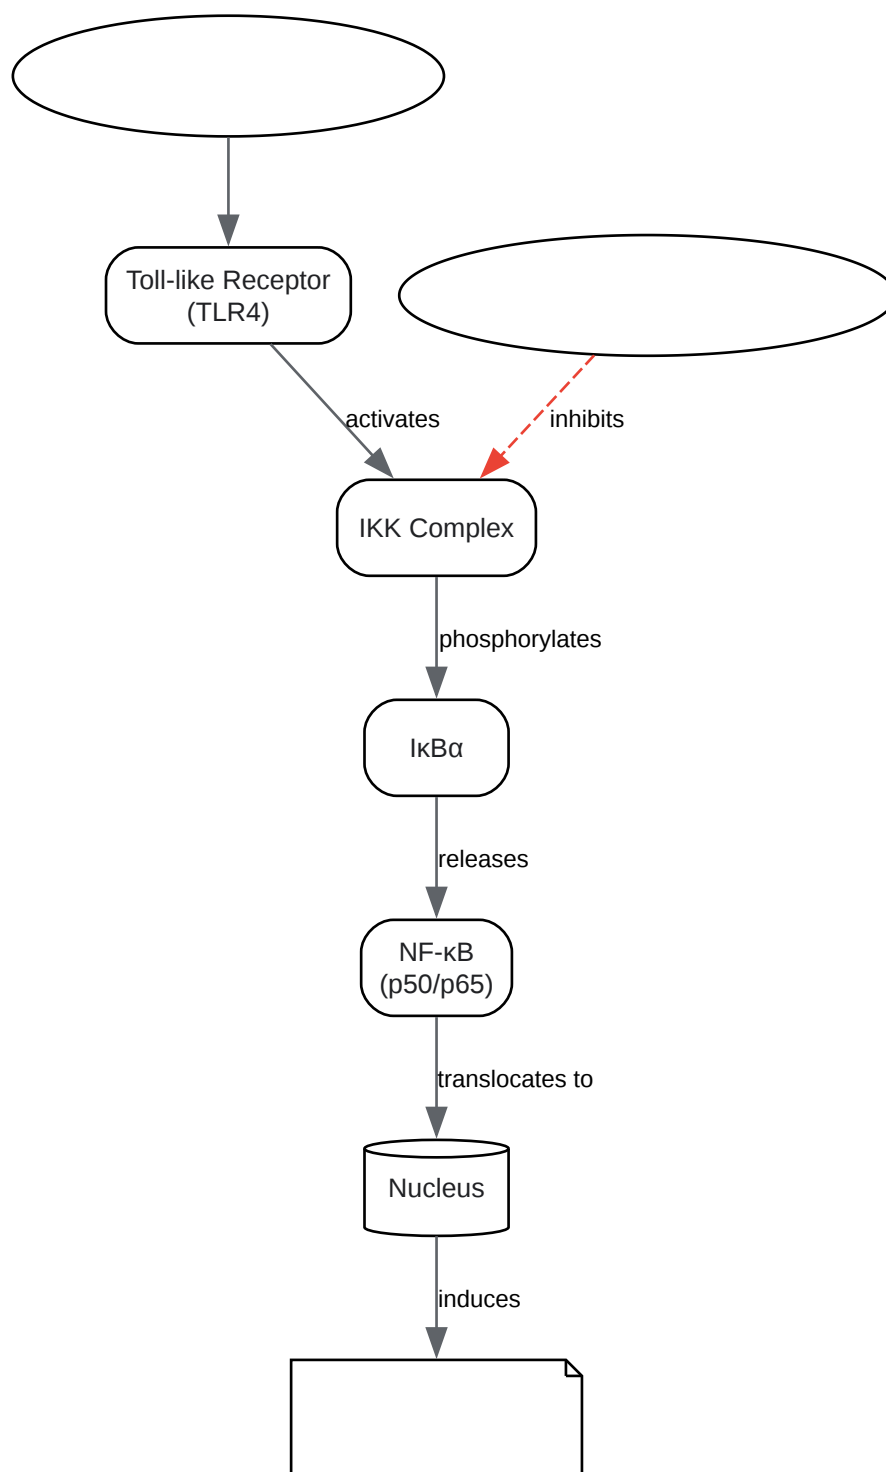 Toll-like Receptor
(TLR4)
activates
inhibits
IKK Complex
phosphorylates
IκBα
releases
NF-κB
(p50/p65)
translocates to
Nucleus
induces